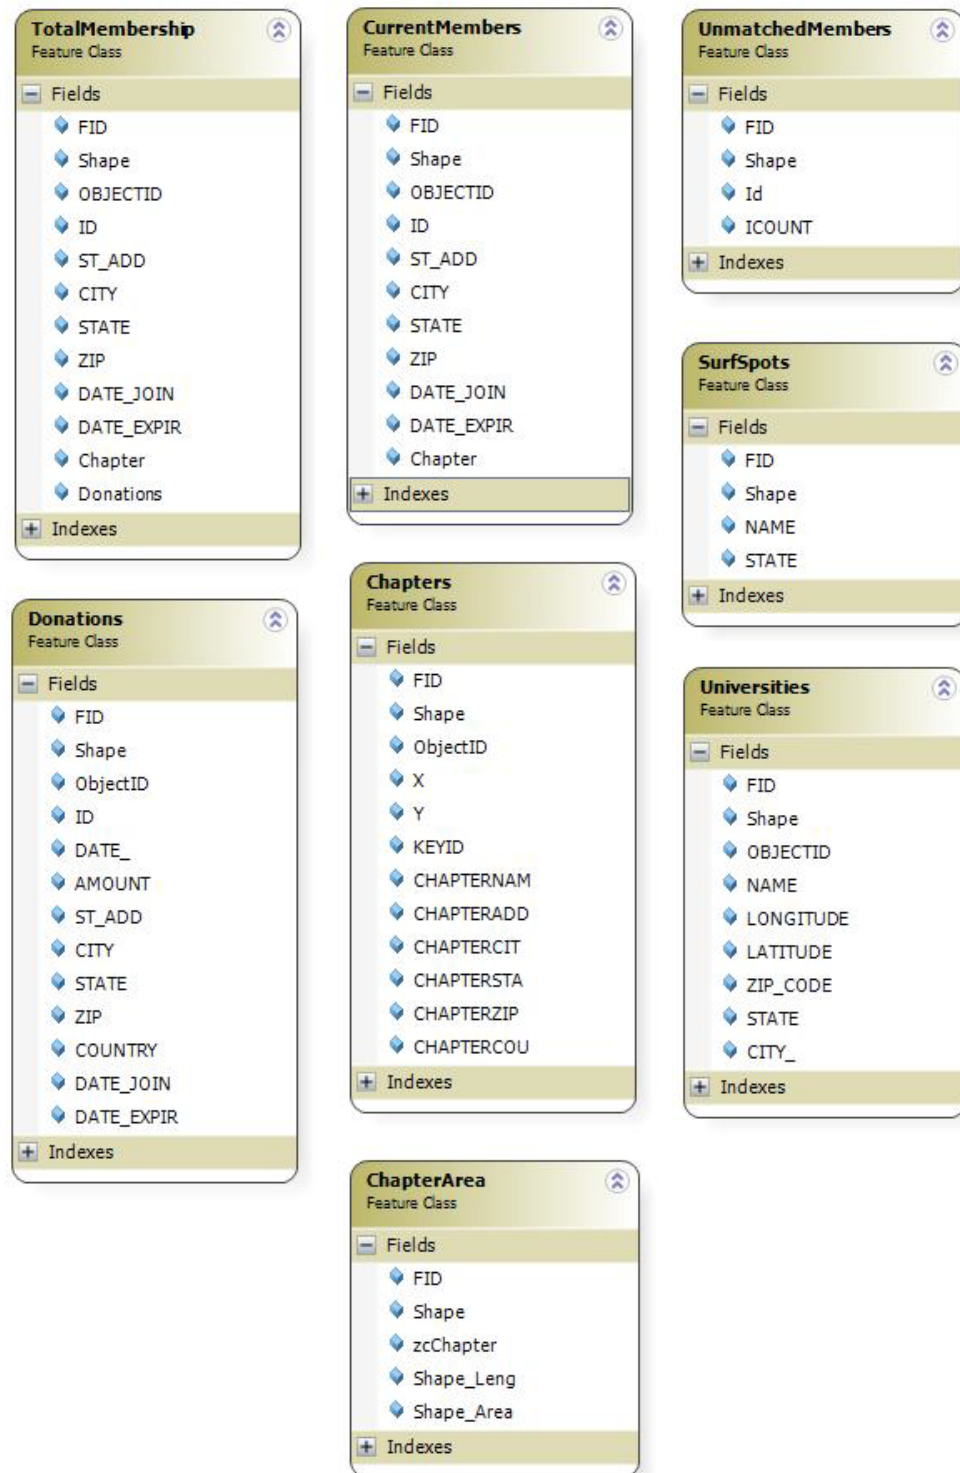 TotalMembership
Feature Class
Fields
FID
Shape
OBJECTID
ID
ST_ADD
CITY
STATE
ZIP
DATE_JOIN
DATE_EXPIR
Chapter
Donations
Indexes
Donations
Feature Class
Fields
FID
Shape
ObjectID
ID
DATE_
AMOUNT
ST_ADD
CITY
STATE
ZIP
COUNTRY
DATE_JOIN
DATE_EXPIR
Indexes
CurrentMembers
Feature Class
Fields
FID
Shape
OBJECTID
ID
ST_ADD
CITY
STATE
ZIP
DATE_JOIN
DATE_EXPIR
Chapter
Indexes
Chapters
Feature Class
Fields
FID
Shape
ObjectID
X
Y
KEYID
CHAPTERNAM
CHAPTERADD
CHAPTERCIT
CHAPTERSTA
CHAPTERZIP
CHAPTERCOU
Indexes
ChapterArea
Feature Class
Fields
FID
Shape
zcChapter
Shape_Leng
Shape_Area
Indexes
UnmatchedMembers
Feature Class
Fields
FID
Shape
Id
ICOUNT
Indexes
SurfSpots
Feature Class
Fields
FID
Shape
NAME
STATE
Indexes
Universities
Feature Class
Fields
FID
Shape
OBJECTID
NAME
LONGITUDE
LATITUDE
ZIP_CODE
STATE
CITY_
Indexes